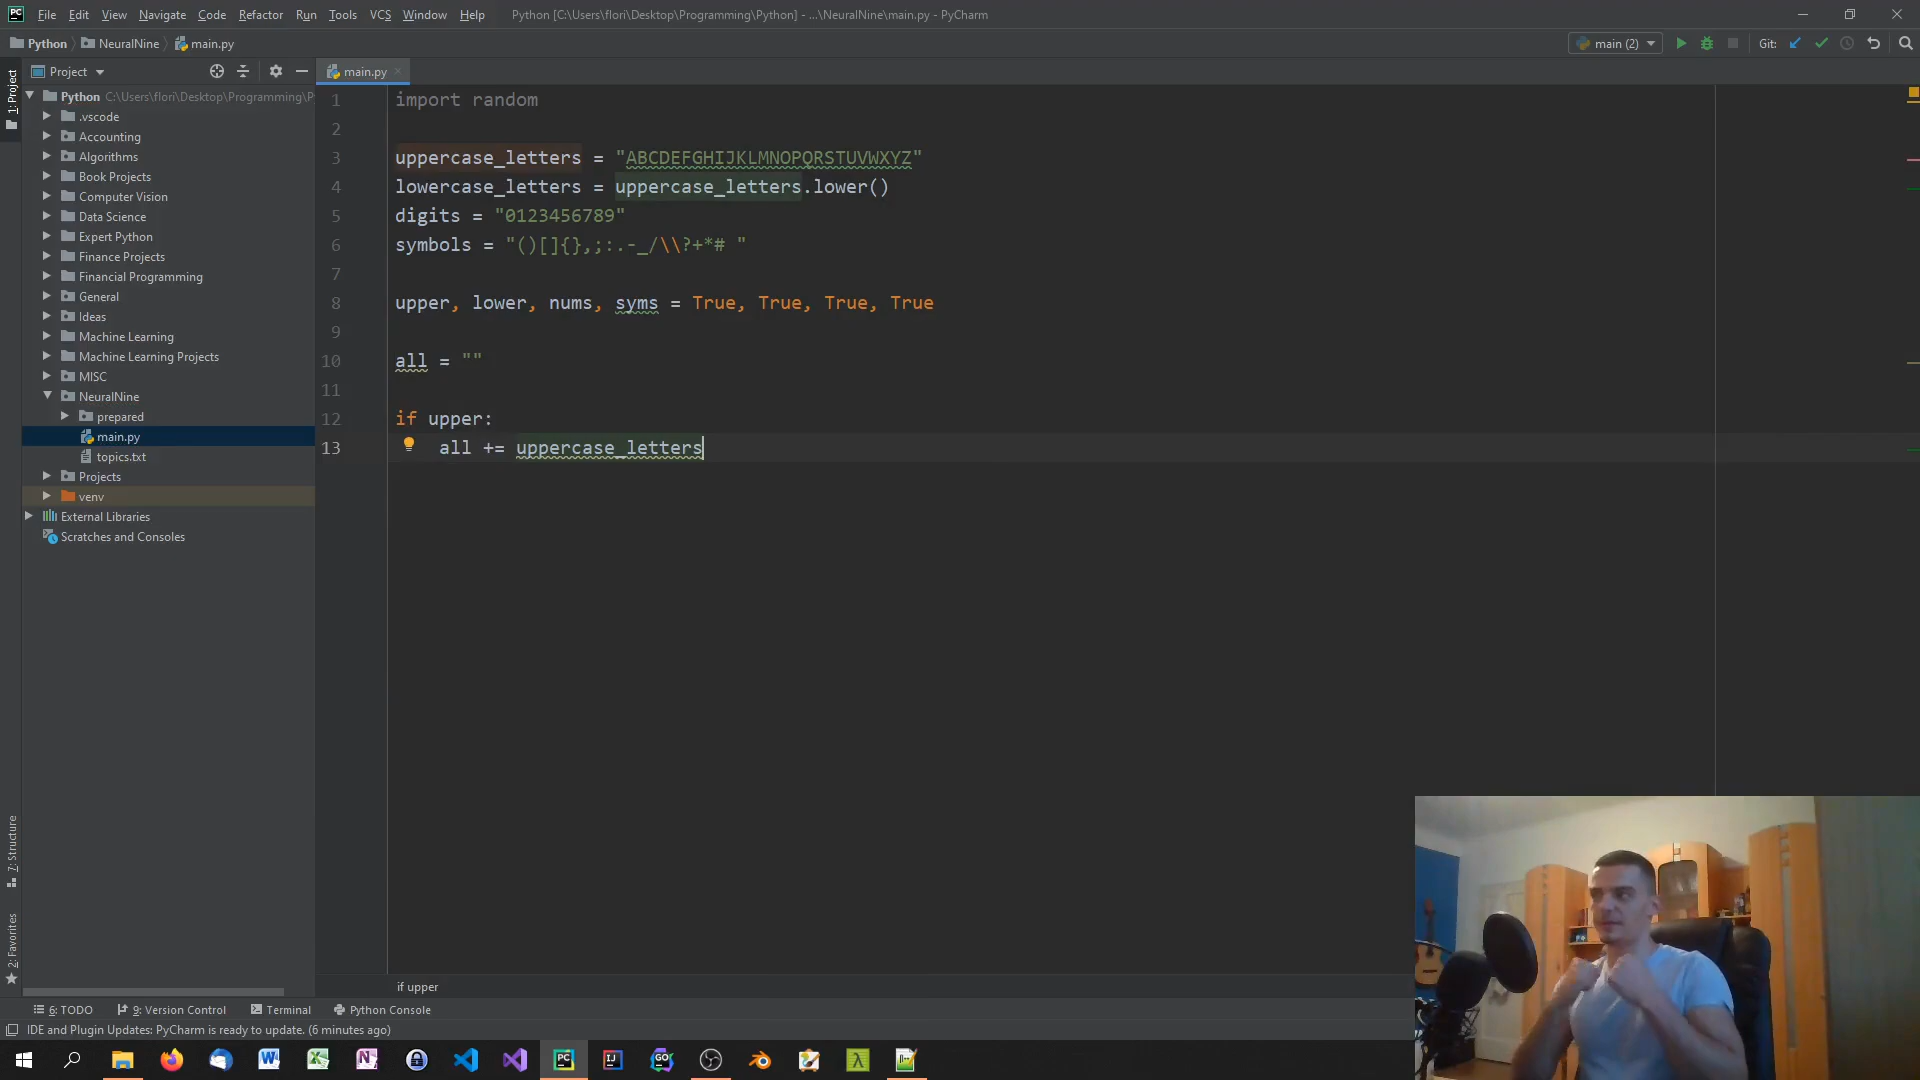 File Edit View Navigate Code Refactor Run Tools VCS Window Help Python [C:\Users\flori\Desktop\Programming\Python] - ...\NeuralNine\main.py - PyCharm
Python NeuralNine main.py
main (2) Git:
Project
main.py
1: Project
Python C:\Users\flori\Desktop\Programming\P
.vscode
Accounting
Algorithms
Book Projects
Computer Vision
Data Science
Expert Python
Finance Projects
Financial Programming
General
Ideas
Machine Learning
Machine Learning Projects
MISC
NeuralNine
prepared
main.py
topics.txt
Projects
venv
External Libraries
Scratches and Consoles
7: Structure
2: Favorites
1 import random
2
3 uppercase_letters = "ABCDEFGHIJKLMNOPQRSTUVWXYZ"
4 lowercase_letters = uppercase_letters.lower()
5 digits = "0123456789"
6 symbols = "()[]{},;:.-_/\\?+*# "
7
8 upper, lower, nums, syms = True, True, True, True
9
10 all = ""
11
12 if upper:
13 all += uppercase_letters
if upper
6: TODO 9: Version Control Terminal Python Console
IDE and Plugin Updates: PyCharm is ready to update. (6 minutes ago)